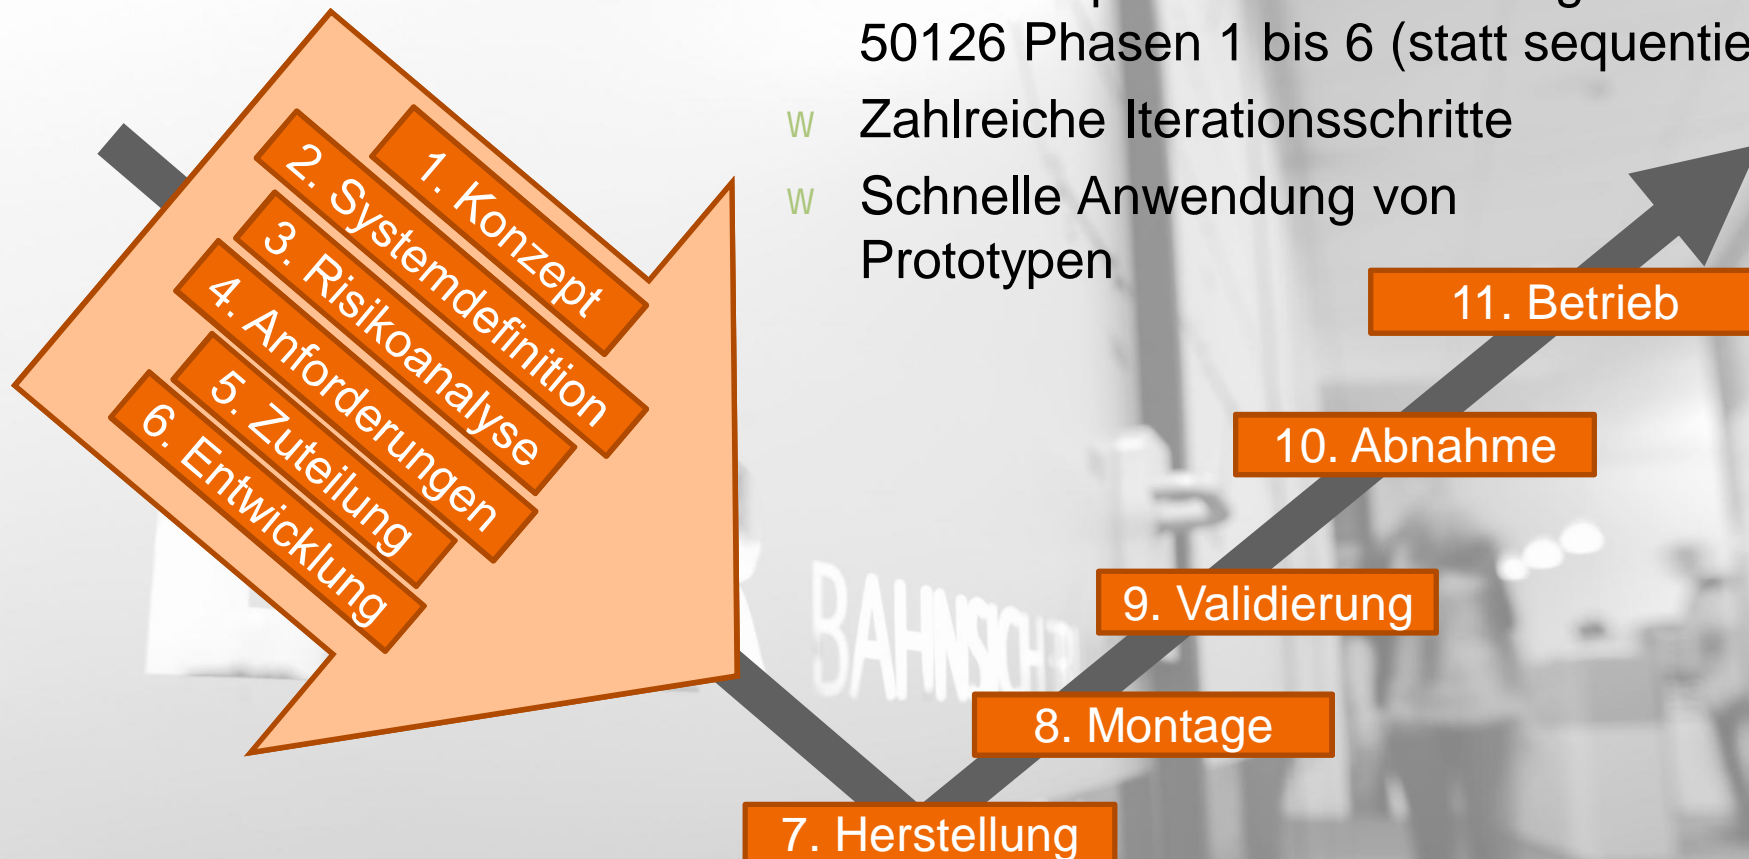 50126 Phasen 1 bis 6 (statt
w Zahlreiche Iterationsschritte
w Schnelle Anwendung von
Prototypen
1. Konzept
2. Systemdefinition
3. Risikoanalyse
4. Anforderungen
5. Zuteilung
6. Entwicklung
11. Betrieb
10. Abnahme
9. Validierung
8. Montage
7. Herstellung